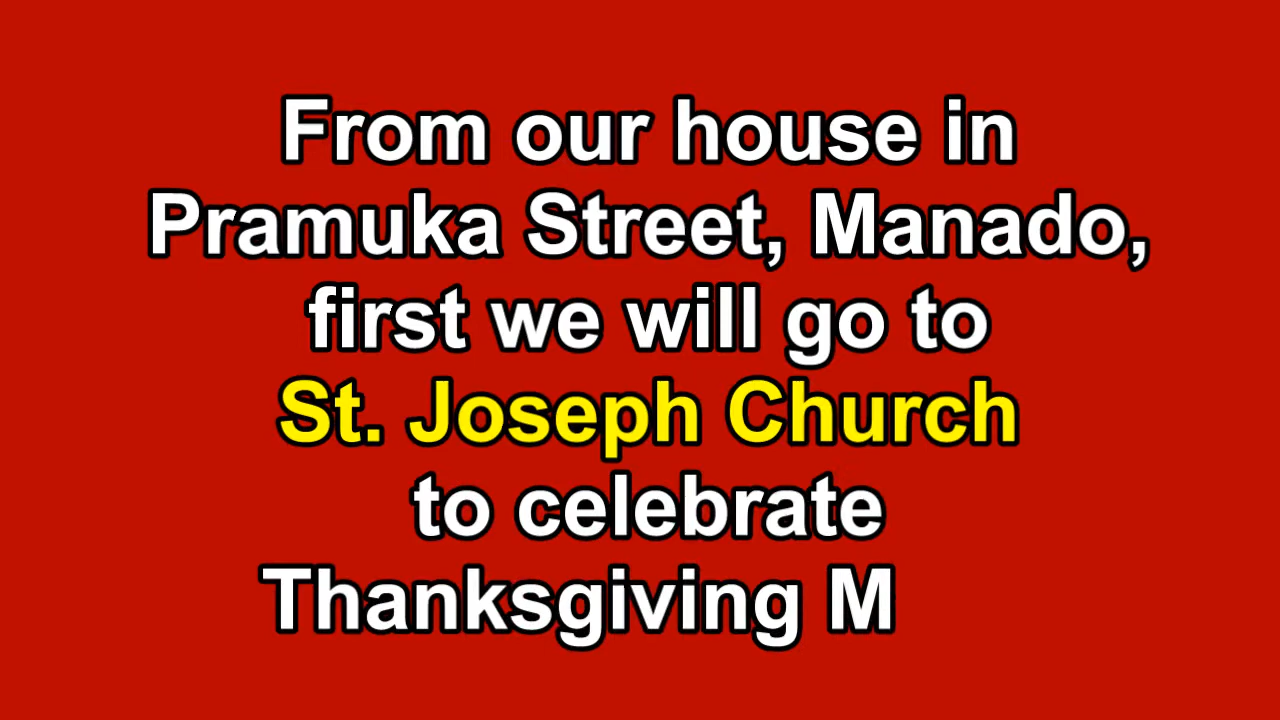 From our house in
Pramuka Street, Manado,
first we will go to
St. Joseph Church
to celebrate
Thanksgiving M